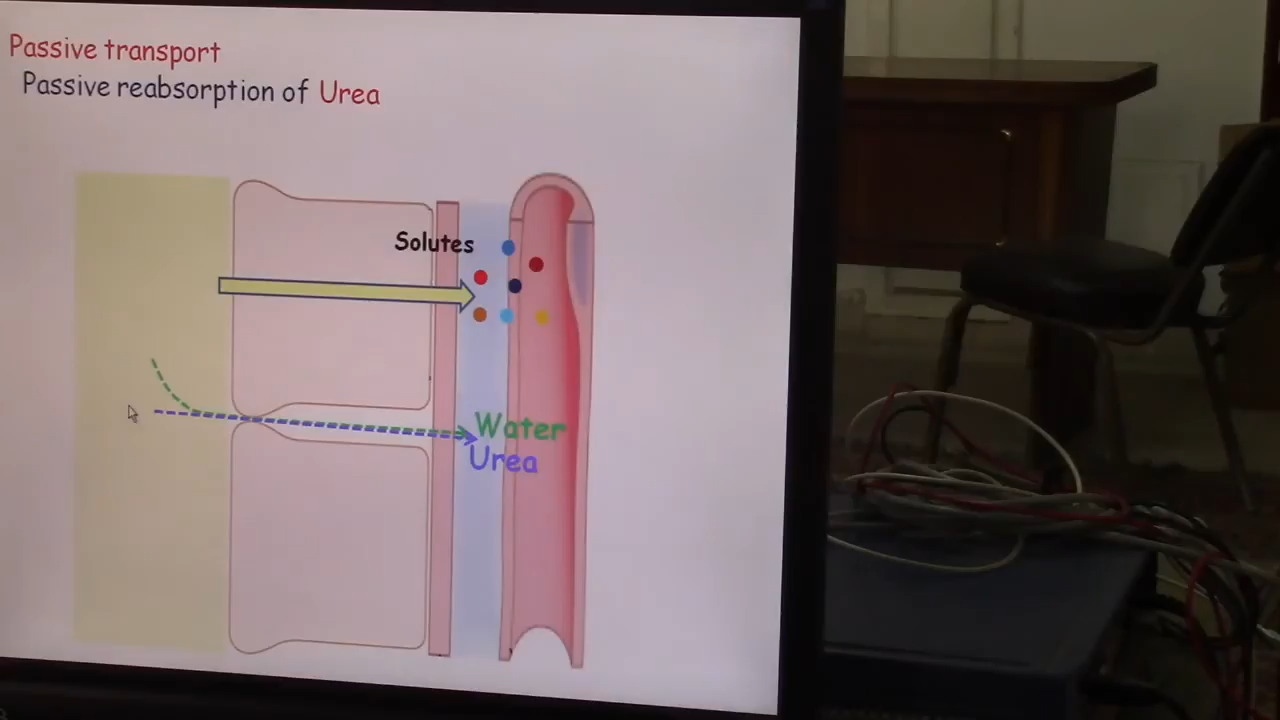 Passive transport
Passive reabsorption of Urea
Solutes
Water
Urea